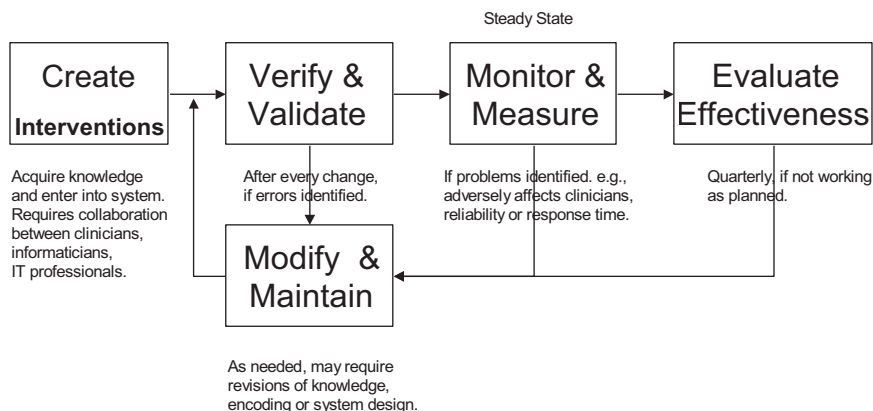 Steady State
Create
Interventions
Verify &
Validate
Monitor &
Measure
Evaluate
Effectiveness
Acquire knowledge
and enter into system.
Requires collaboration
between clinicians,
informaticians,
IT professionals.
After every change,
if errors identified.
If problems identified. e.g.,
adversely affects clinicians,
reliability or response time.
Quarterly, if not working
as planned.
Modify &
Maintain
As needed, may require
revisions of knowledge,
encoding or system design.